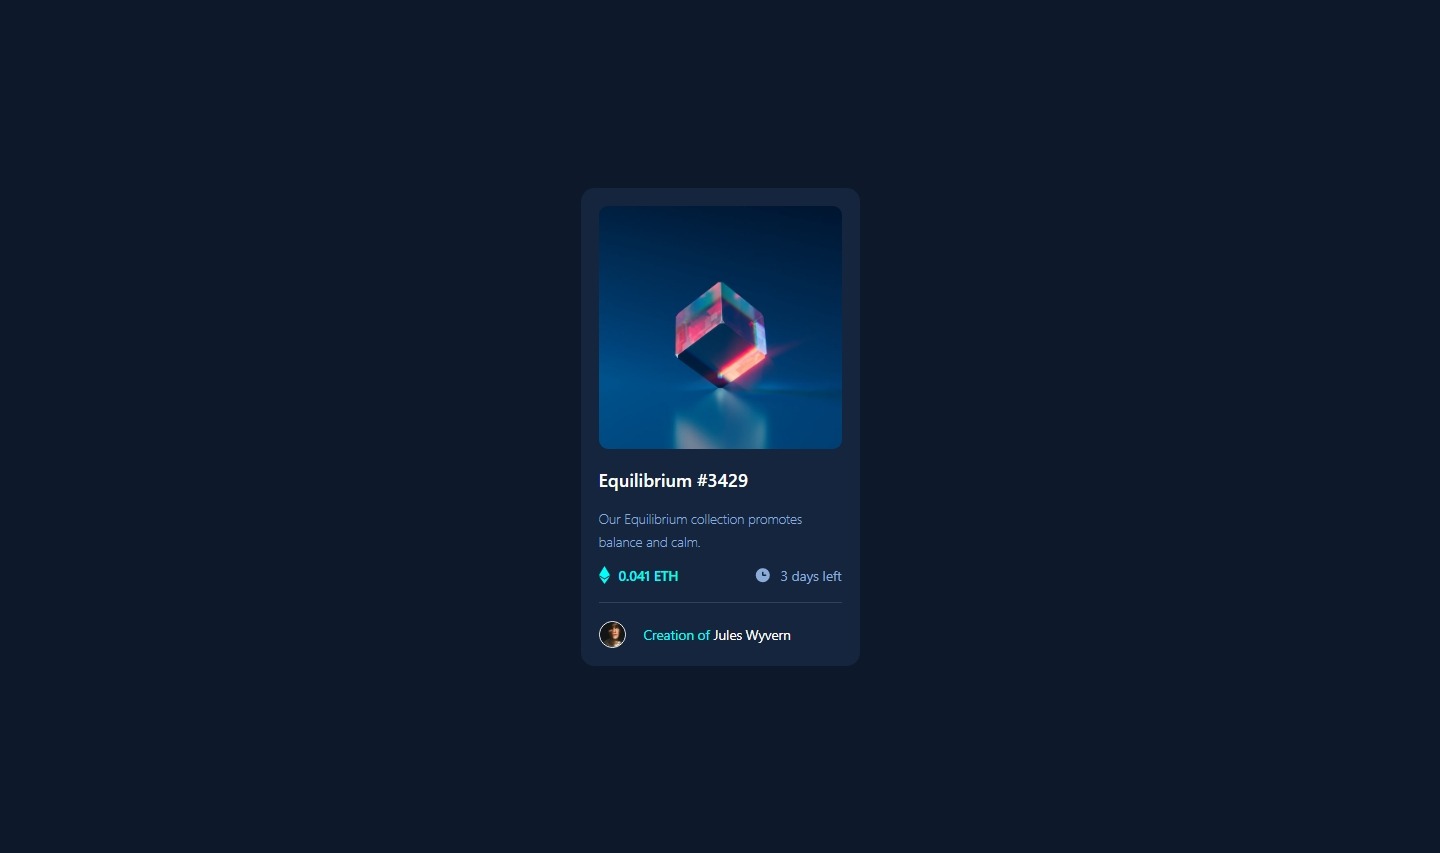 Equilibrium #3429
Our Equilibrium collection promotes
balance and calm.
0.041 ETH 3 days left
Creation of Jules Wyvern